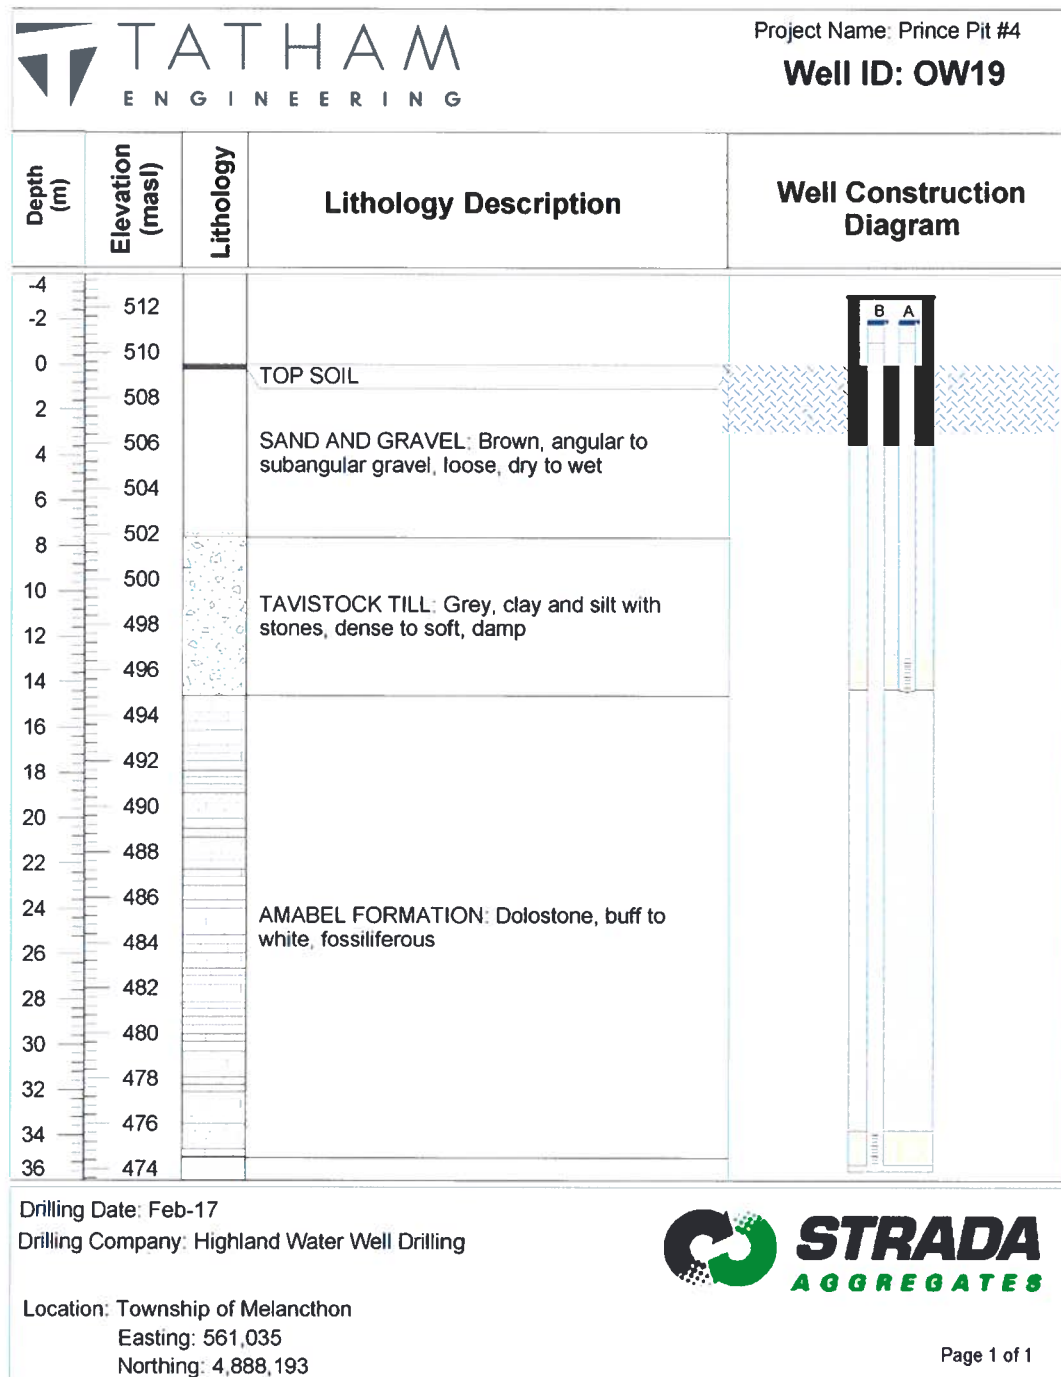 TATHAM
ENGINEERING
Project Name: Prince Pit #4
Well ID: OW19
Depth
(m)
Elevation
(masl)
Lithology
Lithology Description
Well Construction
Diagram
-4
-2
0
2
4
6
8
10
12
14
16
18
20
22
24
26
28
30
32
34
36
512
510
508
506
504
502
500
498
496
494
492
490
488
486
484
482
480
478
476
474
TOP SOIL
SAND AND GRAVEL: Brown, angular to
subangular gravel, loose, dry to wet
TAVISTOCK TILL: Grey, clay and silt with
stones, dense to soft, damp
AMABEL FORMATION: Dolostone, buff to
white, fossiliferous
B A
Drilling Date: Feb-17
Drilling Company: Highland Water Well Drilling
Location: Township of Melancthon
Easting: 561,035
Northing: 4,888,193
STRADA
AGGREGATES
Page 1 of 1